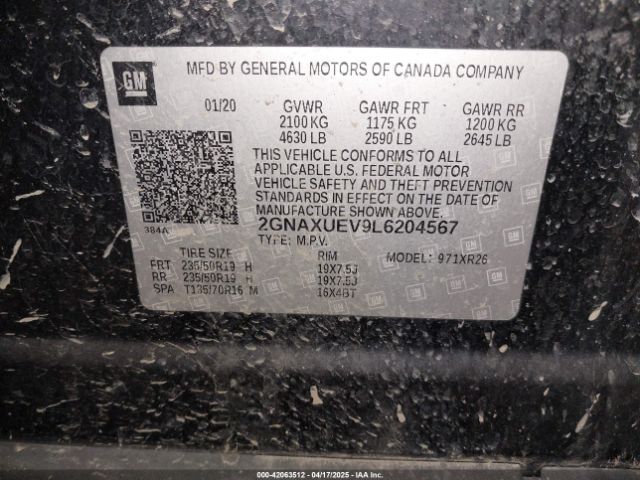 GM
MFD BY GENERAL MOTORS OF CANADA COMPANY
01/20 GVWR GAWR FRT GAWR RR
2100 KG 1175 KG 1200 KG
4630 LB 2590 LB 2645 LB
THIS VEHICLE CONFORMS TO ALL
APPLICABLE U.S. FEDERAL MOTOR
VEHICLE SAFETY AND THEFT PREVENTION
STANDARDS IN EFFECT ON THE DATE OF
MANUFACTURE SHOWN ABOVE.
384A 2GNAXUEV9L6204567
TYPE: M.P.V. MODEL: 971XR26
TIRE SIZE RIM
FRT 235/50R19 H 19X7.5J
RR 235/50R19 H 19X7.5J
SPA T135/70R16 M 16X4BT
000-42063512 - 04/17/2025 - IAA Inc.